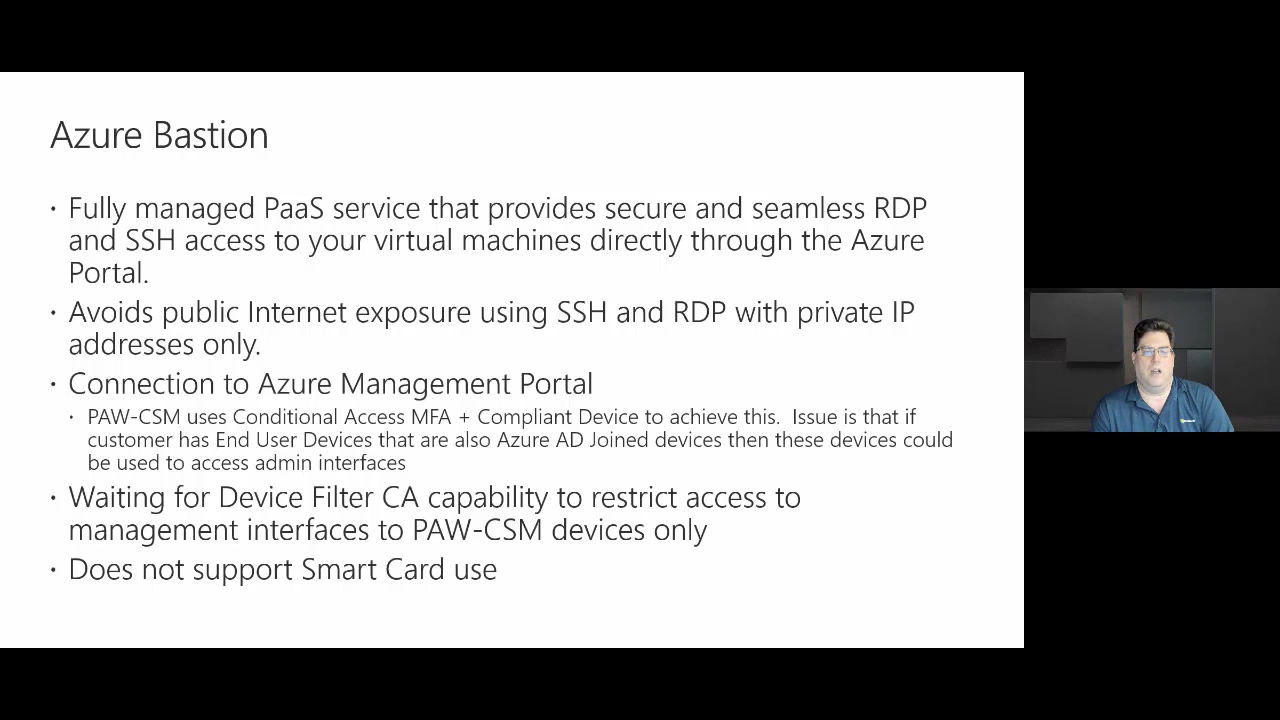 Azure Bastion
• Fully managed PaaS service that provides secure and seamless RDP
and SSH access to your virtual machines directly through the Azure
Portal.
• Avoids public Internet exposure using SSH and RDP with private IP
addresses only.
• Connection to Azure Management Portal
• PAW-CSM uses Conditional Access MFA + Compliant Device to achieve this.  Issue is that if
customer has End User Devices that are also Azure AD Joined devices then these devices could
be used to access admin interfaces
• Waiting for Device Filter CA capability to restrict access to
management interfaces to PAW-CSM devices only
• Does not support Smart Card use